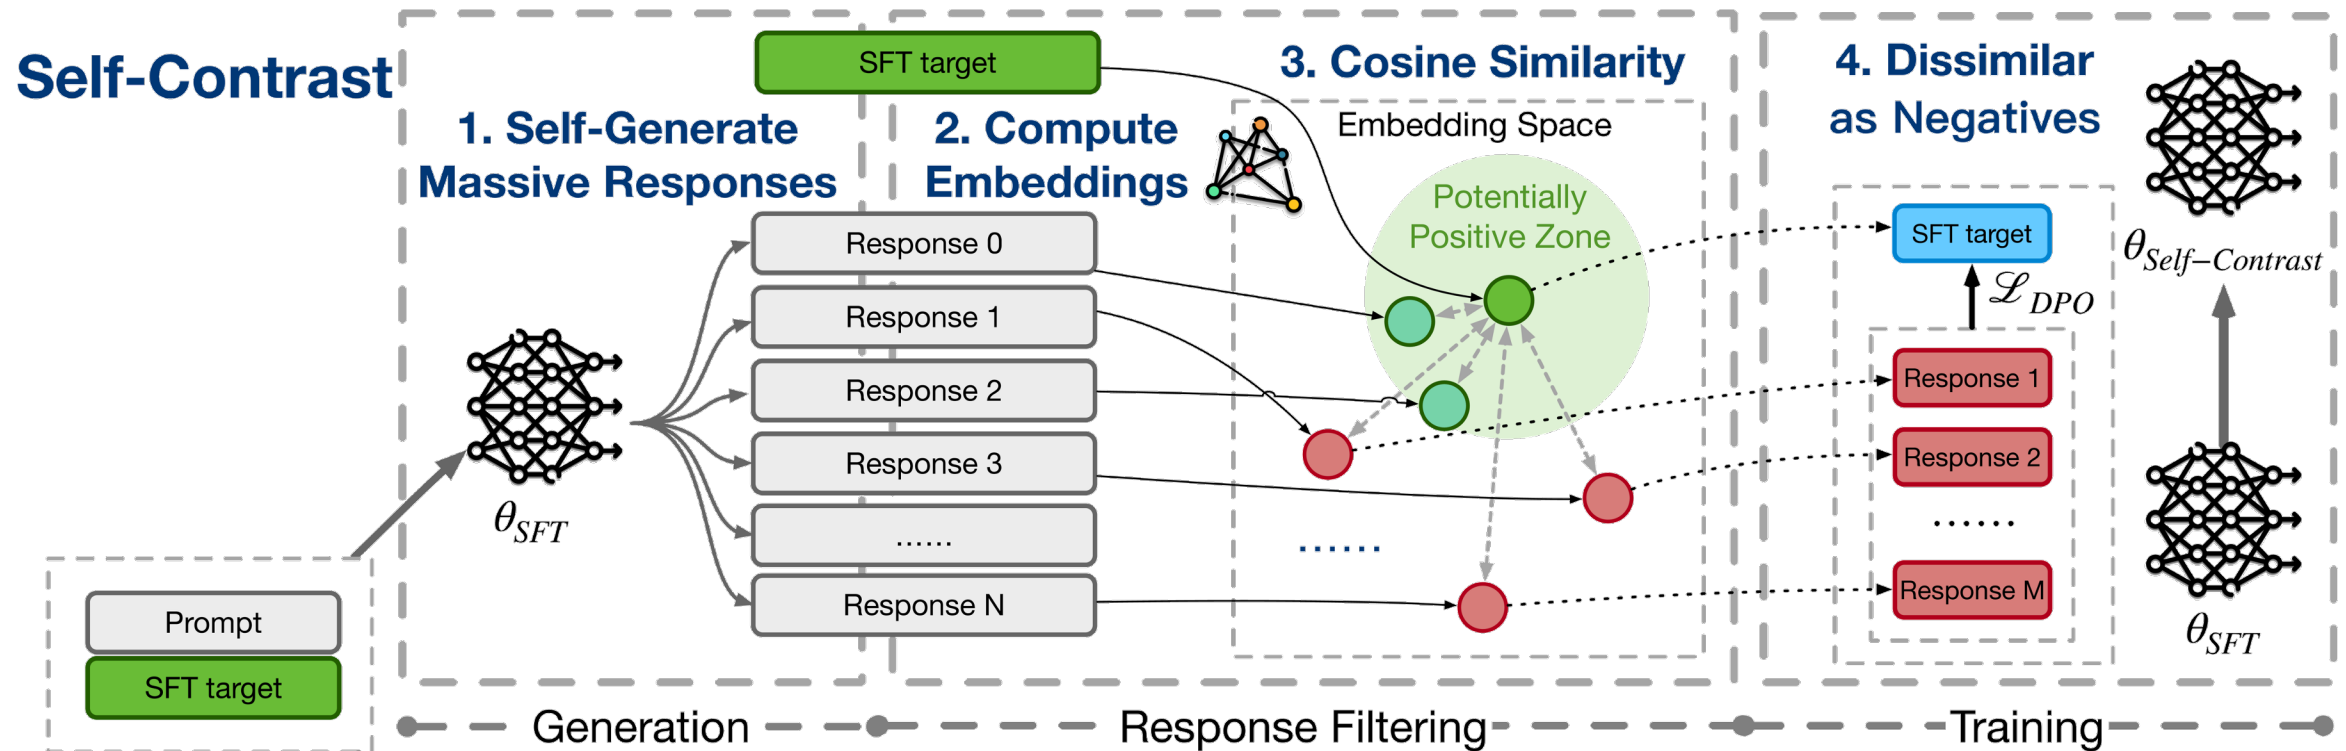 Self-Contrast
Prompt
SFT target
1. Self-Generate
Massive Responses
θSFT
SFT target
Response 0
Response 1
Response 2
Response 3
......
Response N
2. Compute
Embeddings
3. Cosine Similarity
Embedding Space
Potentially
Positive Zone
......
4. Dissimilar
as Negatives
SFT target
ℒDPO
Response 1
Response 2
......
Response M
θSelf−Contrast
θSFT
Generation
Response Filtering
Training